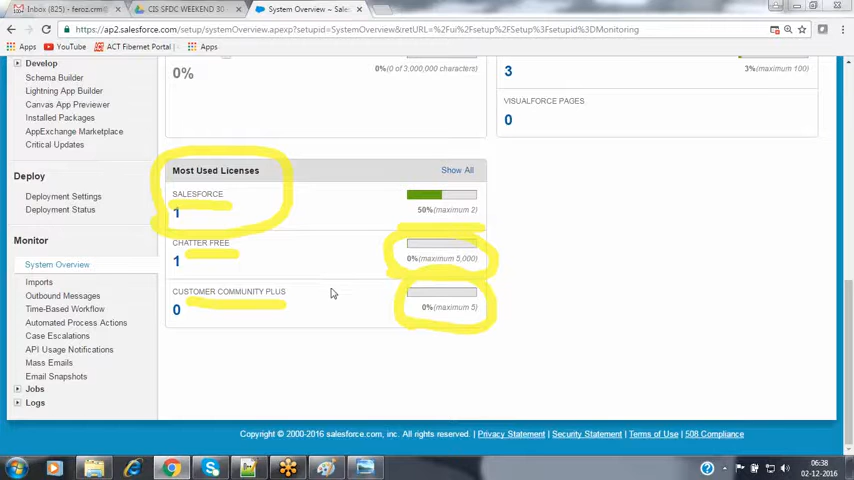 Inbox (825) - feroz.crm@
CIS SFDC WEEKEND 30 -
System Overview ~ Sales
https://ap2.salesforce.com/setup/systemOverview.apexp?setupid=SystemOverview&retURL=%2Fui%2Fsetup%2FSetup%3Fsetupid%3DMonitoring
Apps
YouTube
ACT Fibernet Portal :
Apps
Develop
Schema Builder
Lightning App Builder
Canvas App Previewer
Installed Packages
AppExchange Marketplace
Critical Updates
Deploy
Deployment Settings
Deployment Status
Monitor
System Overview
Imports
Outbound Messages
Time-Based Workflow
Automated Process Actions
Case Escalations
API Usage Notifications
Mass Emails
Email Snapshots
Jobs
Logs
0%
0%(0 of 3,000,000 characters)
3
3%(maximum 100)
VISUALFORCE PAGES
0
Most Used Licenses
Show All
SALESFORCE
1
50%(maximum 2)
CHATTER FREE
1
0%(maximum 5,000)
CUSTOMER COMMUNITY PLUS
0
0%(maximum 5)
Copyright © 2000-2016 salesforce.com, inc. All rights reserved. | Privacy Statement | Security Statement | Terms of Use | 508 Compliance
06:38
02-12-2016